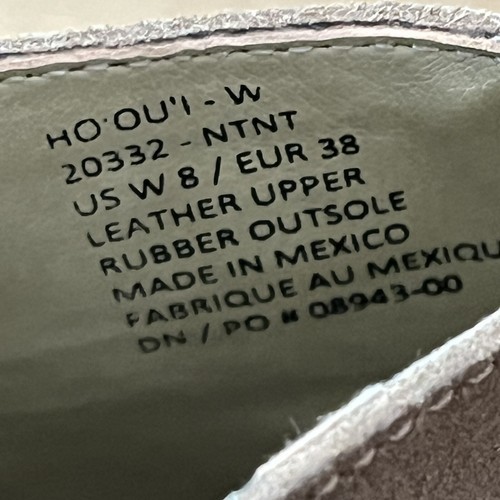 HO'OU'I - W
20332 - NTNT
US W 8 / EUR 38
LEATHER UPPER
RUBBER OUTSOLE
MADE IN MEXICO
FABRIQUE AU MEXIQU
DN / PO # 08943-00